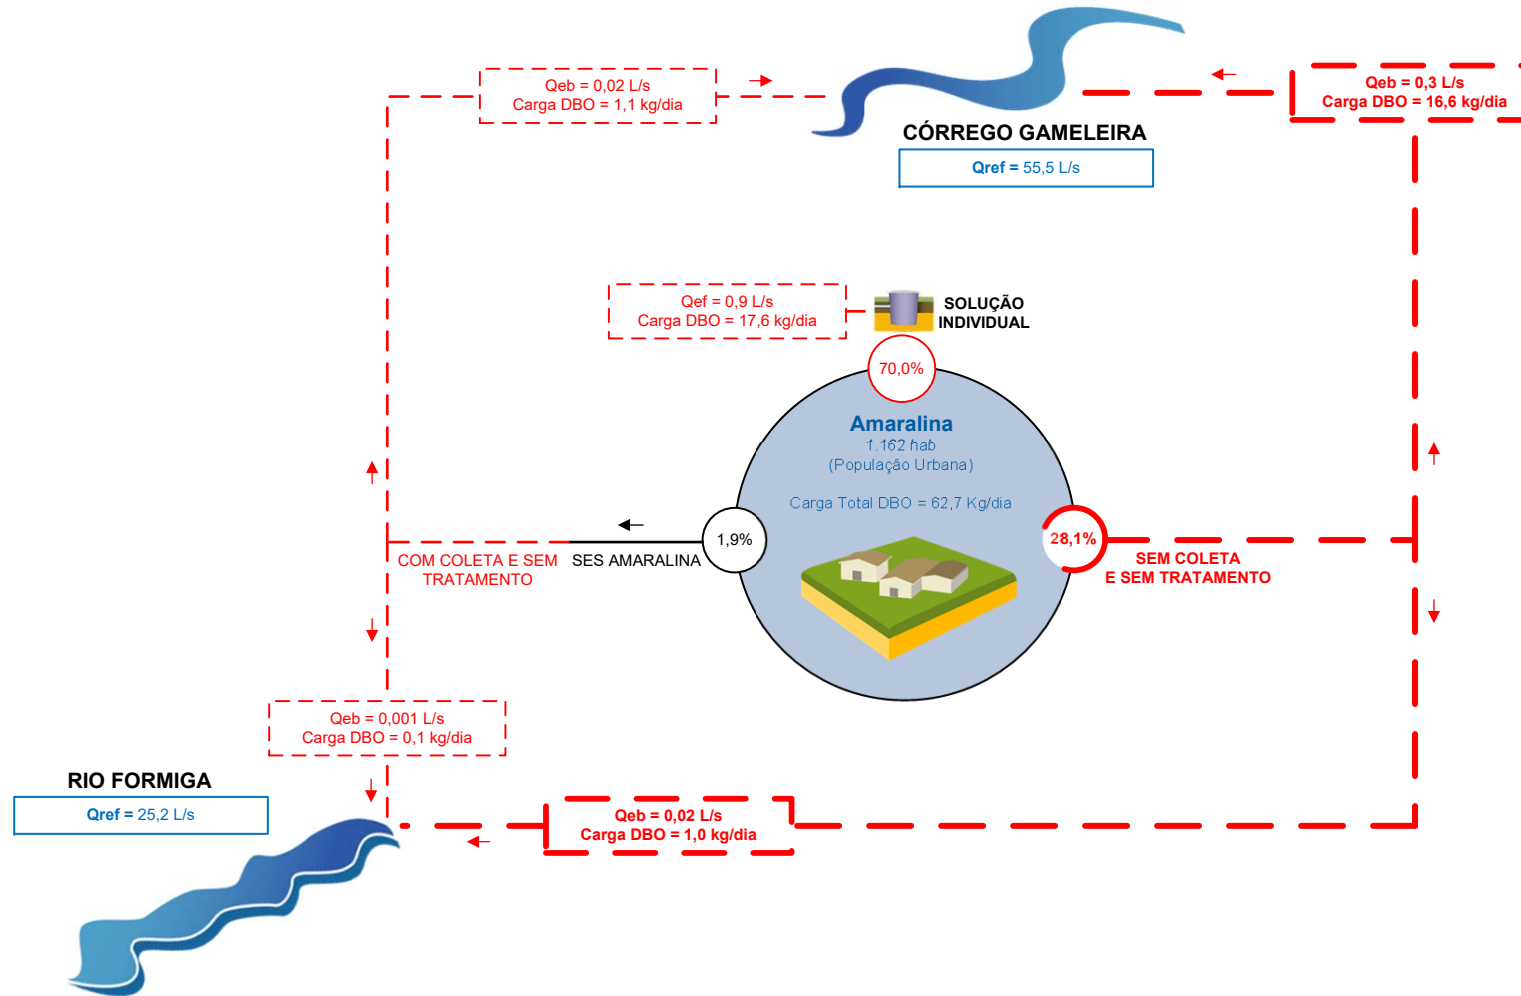 Qeb = 0,02 L/s
Carga DBO = 1,1 kg/dia
Qeb = 0,3 L/s
Carga DBO = 16,6 kg/dia
CÓRREGO GAMELEIRA
Qref = 55,5 L/s
Qef = 0,9 L/s
Carga DBO = 17,6 kg/dia
SOLUÇÃO
INDIVIDUAL
70,0%
Amaralina
1.162 hab
(População Urbana)
Carga Total DBO = 62,7 Kg/dia
1,9%
28,1%
COM COLETA E SEM
TRATAMENTO
SES AMARALINA
SEM COLETA
E SEM TRATAMENTO
Qeb = 0,001 L/s
Carga DBO = 0,1 kg/dia
RIO FORMIGA
Qref = 25,2 L/s
Qeb = 0,02 L/s
Carga DBO = 1,0 kg/dia